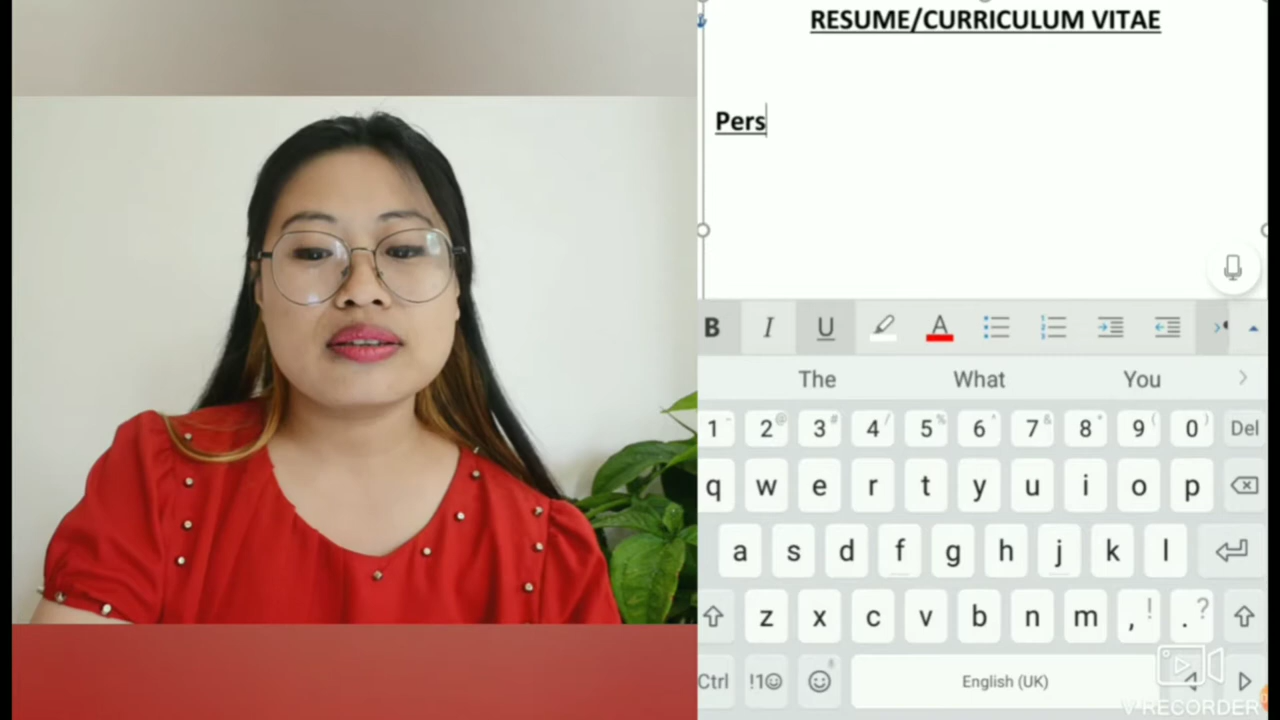 RESUME/CURRICULUM VITAE
Pers
B I U A
The What You
1 2 3 4 5 6 7 8 9 0 Del
q w e r t y u i o p
a s d f g h j k l
z x c v b n m , ! . ?
Ctrl !1 English (UK)
V RECORDER